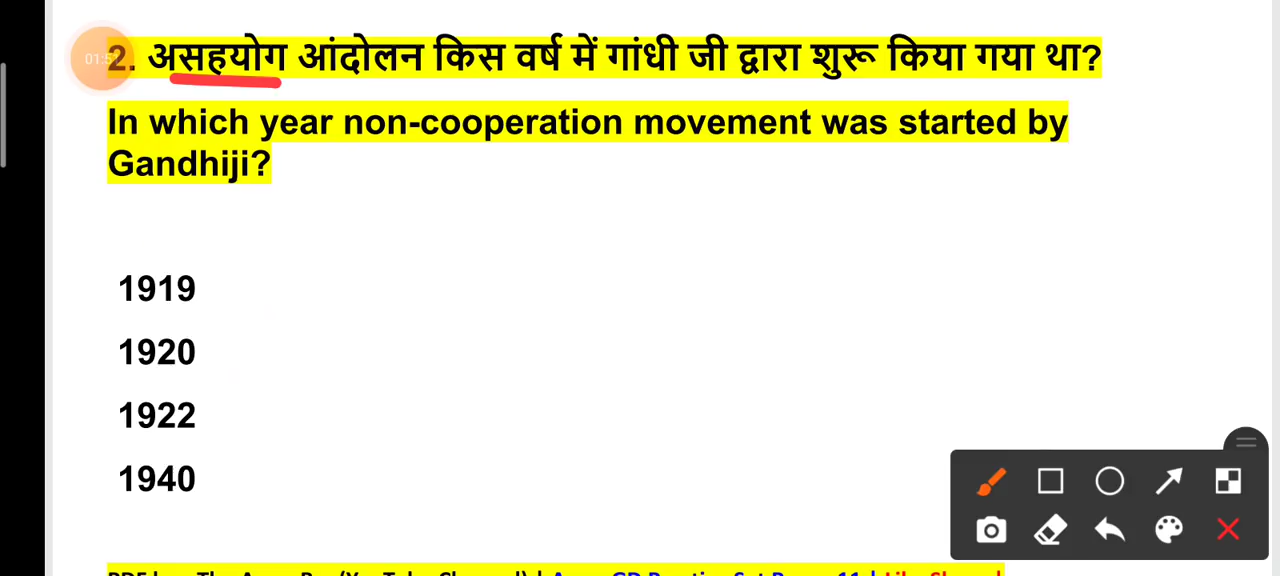 2. असहयोग आंदोलन किस वर्ष में गांधी जी द्वारा शुरू किया गया था?
In which year non-cooperation movement was started by
Gandhiji?
1919
1920
1922
1940